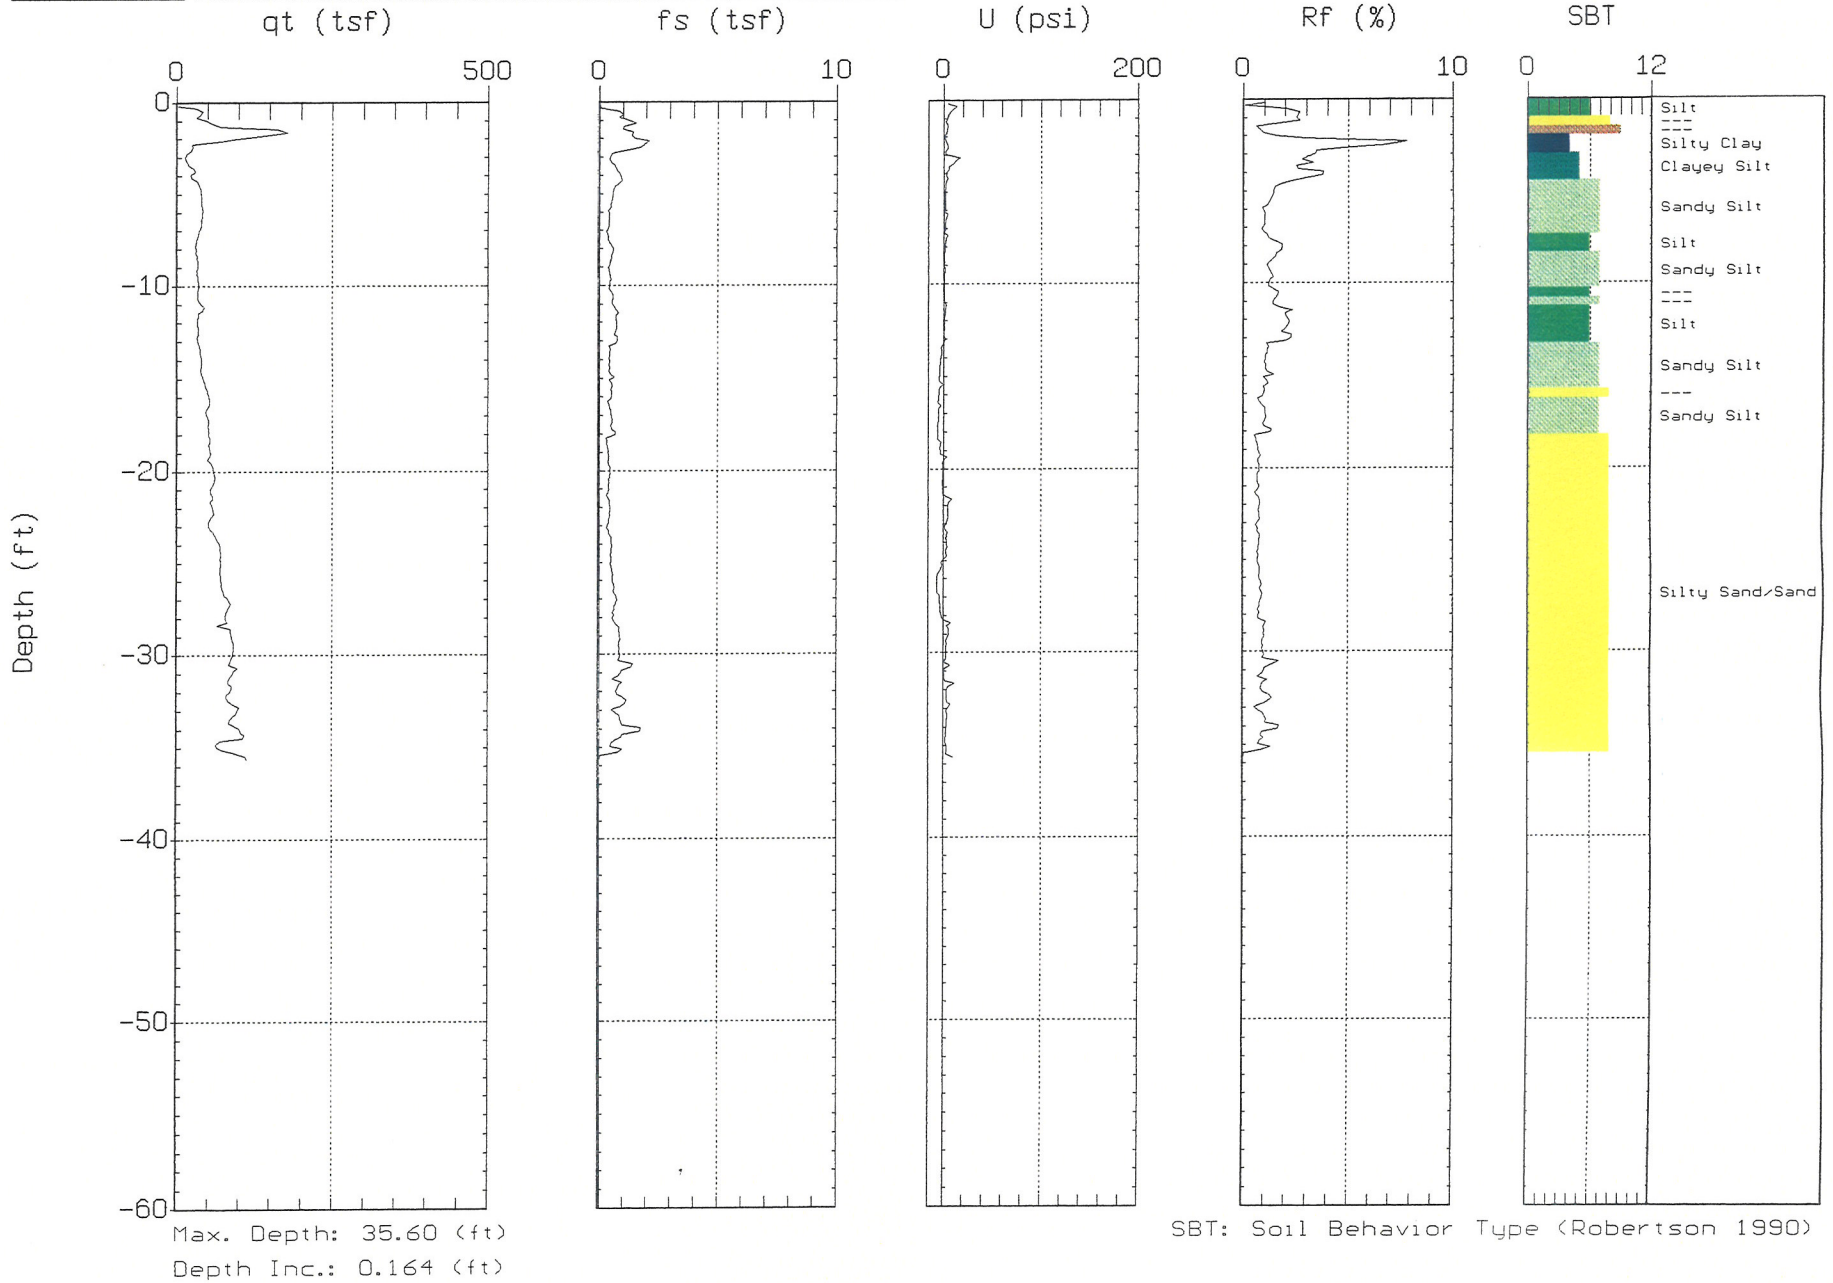 qt (tsf)
fs (tsf)
U (psi)
Rf (%)
SBT
0
500
0
10
0
200
0
10
0
12
0
-10
-20
-30
-40
-50
-60
Depth (ft)
Silt
---
---
Silty Clay
Clayey Silt
Sandy Silt
Silt
Sandy Silt
---
---
Silt
Sandy Silt
---
Sandy Silt
Silty Sand/Sand
Max. Depth: 35.60 (ft)
Depth Inc.: 0.164 (ft)
SBT: Soil Behavior Type (Robertson 1990)